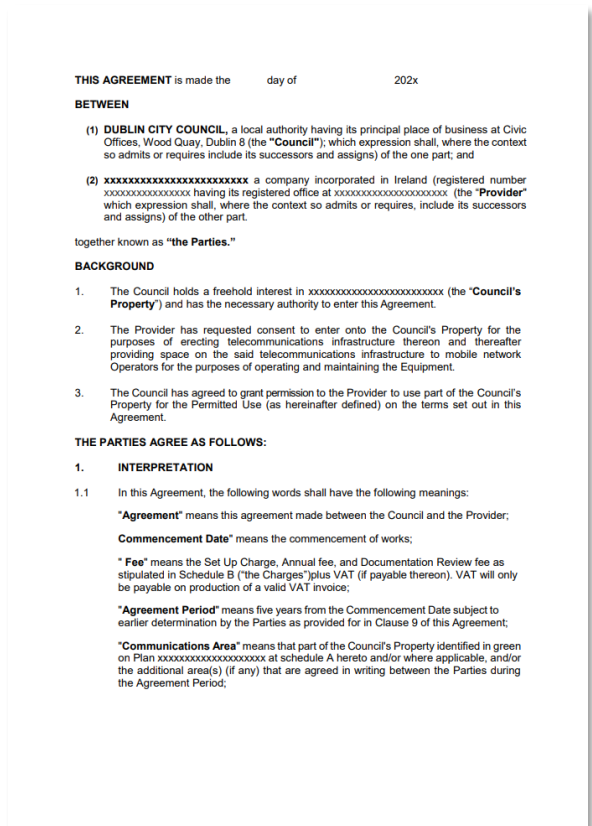 THIS AGREEMENT is made the day of 202x
BETWEEN
(1) DUBLIN CITY COUNCIL, a local authority having its principal place of business at Civic
Offices, Wood Quay, Dublin 8 (the "Council"); which expression shall, where the context
so admits or requires include its successors and assigns) of the one part; and
(2) xxxxxxxxxxxxxxxxxxxxxxxx a company incorporated in Ireland (registered number
xxxxxxxxxxxxxxxx having its registered office at xxxxxxxxxxxxxxxxxxxxx (the "Provider"
which expression shall, where the context so admits or requires, include its successors
and assigns) of the other part.
together known as “the Parties.”
BACKGROUND
1. The Council holds a freehold interest in xxxxxxxxxxxxxxxxxxxxxxxxx (the “Council’s
Property”) and has the necessary authority to enter this Agreement.
2. The Provider has requested consent to enter onto the Council's Property for the
purposes of erecting telecommunications infrastructure thereon and thereafter
providing space on the said telecommunications infrastructure to mobile network
Operators for the purposes of operating and maintaining the Equipment.
3. The Council has agreed to grant permission to the Provider to use part of the Council’s
Property for the Permitted Use (as hereinafter defined) on the terms set out in this
Agreement.
THE PARTIES AGREE AS FOLLOWS:
1. INTERPRETATION
1.1 In this Agreement, the following words shall have the following meanings:
"Agreement" means this agreement made between the Council and the Provider;
Commencement Date" means the commencement of works;
" Fee" means the Set Up Charge, Annual fee, and Documentation Review fee as
stipulated in Schedule B (“the Charges”)plus VAT (if payable thereon). VAT will only
be payable on production of a valid VAT invoice;
"Agreement Period" means five years from the Commencement Date subject to
earlier determination by the Parties as provided for in Clause 9 of this Agreement;
"Communications Area" means that part of the Council's Property identified in green
on Plan xxxxxxxxxxxxxxxxxxxx at schedule A hereto and/or where applicable, and/or
the additional area(s) (if any) that are agreed in writing between the Parties during
the Agreement Period;